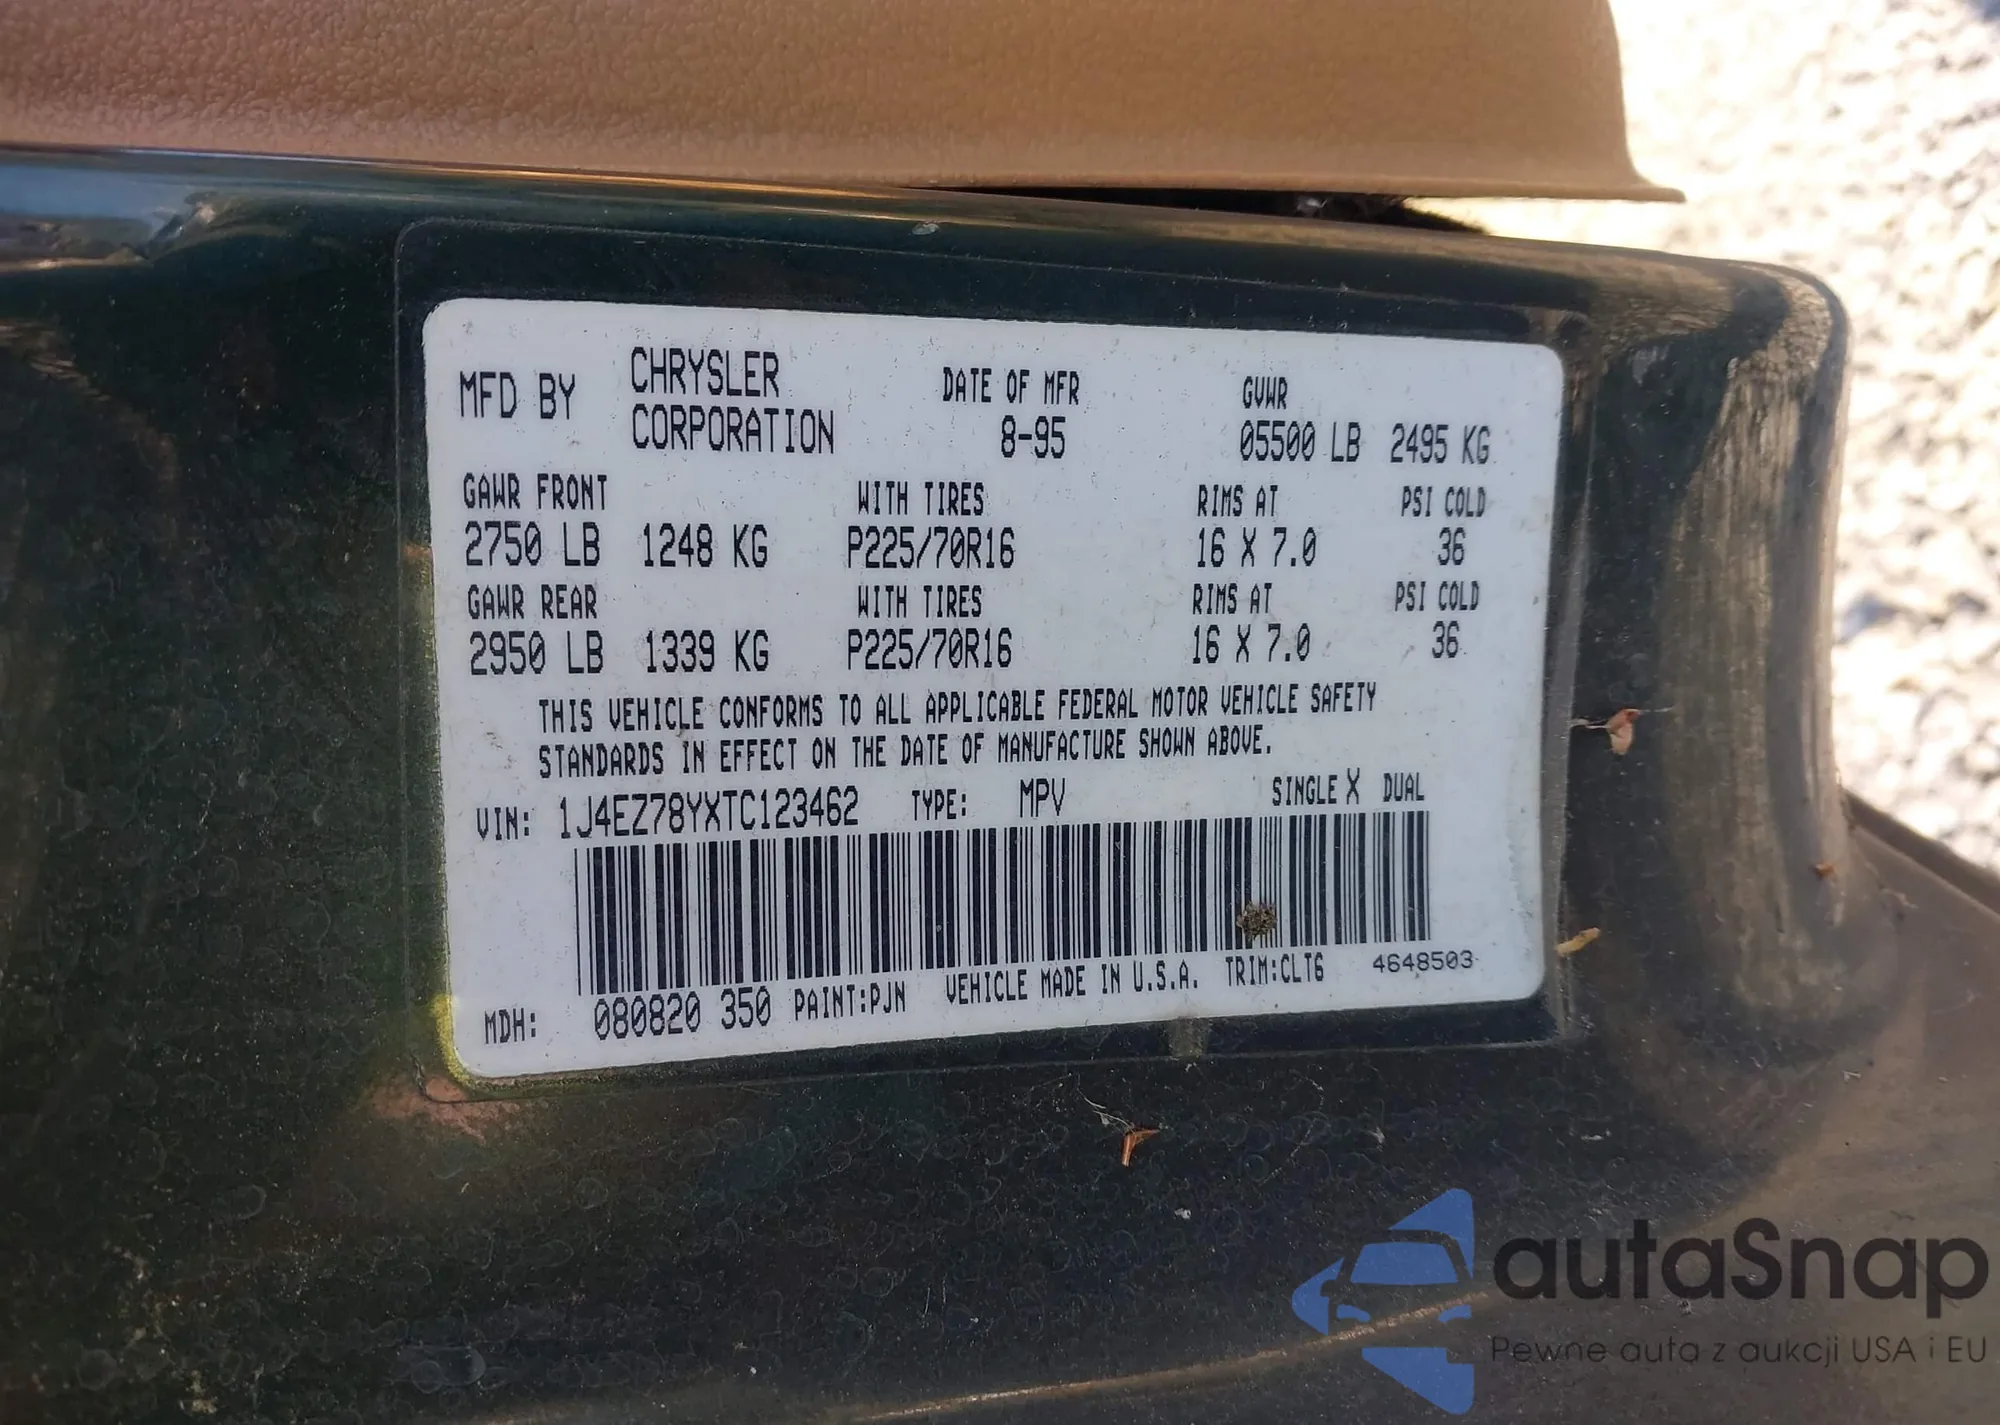 MFD BY CHRYSLER CORPORATION DATE OF MFR 8-95 GVWR 05500 LB 2495 KG
GAWR FRONT WITH TIRES RIMS AT PSI COLD
2750 LB 1248 KG P225/70R16 16 X 7.0 36
GAWR REAR WITH TIRES RIMS AT PSI COLD
2950 LB 1339 KG P225/70R16 16 X 7.0 36
THIS VEHICLE CONFORMS TO ALL APPLICABLE FEDERAL MOTOR VEHICLE SAFETY
STANDARDS IN EFFECT ON THE DATE OF MANUFACTURE SHOWN ABOVE.
VIN: 1J4EZ78YXTC123462 TYPE: MPV SINGLE X DUAL
MDH: 080820 350 PAINT:PJN VEHICLE MADE IN U.S.A. TRIM:CLT6 4648503
autaSnap
Pewne auta z aukcji USA i EU